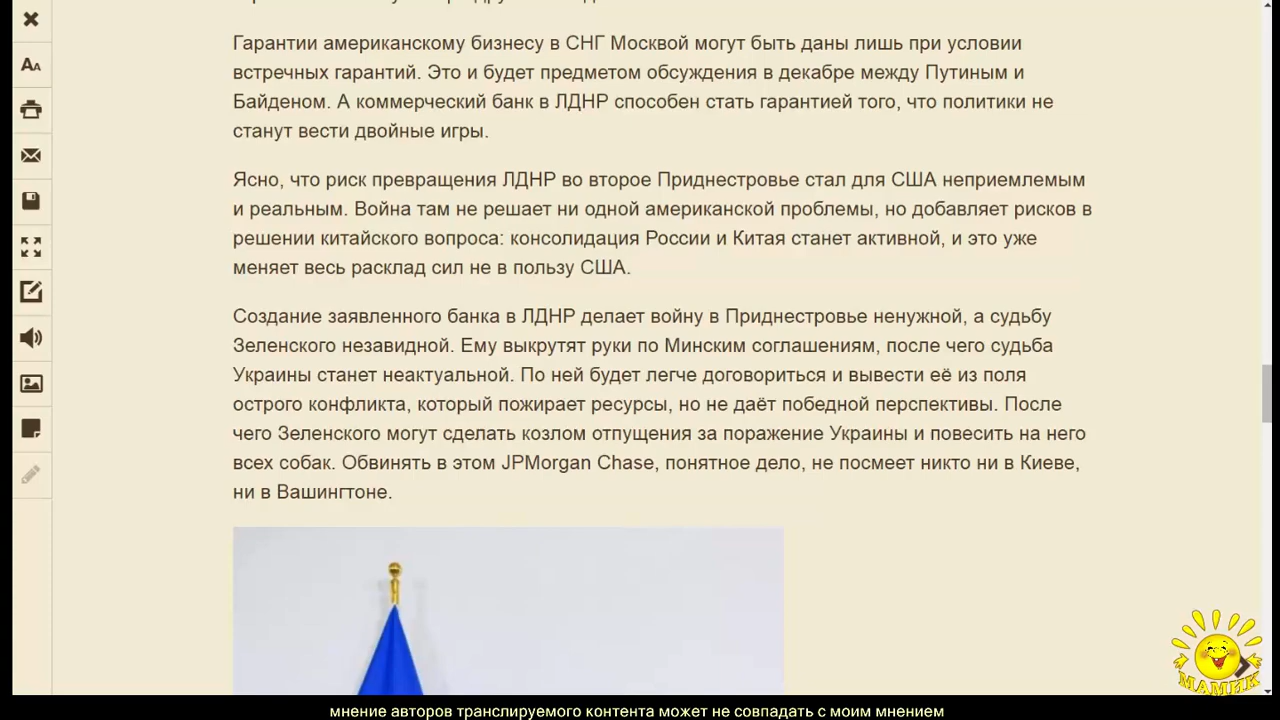 Гарантии американскому бизнесу в СНГ Москвой могут быть даны лишь при условии
встречных гарантий. Это и будет предметом обсуждения в декабре между Путиным и
Байденом. А коммерческий банк в ЛДНР способен стать гарантией того, что политики не
станут вести двойные игры.
Ясно, что риск превращения ЛДНР во второе Приднестровье стал для США неприемлемым
и реальным. Война там не решает ни одной американской проблемы, но добавляет рисков в
решении китайского вопроса: консолидация России и Китая станет активной, и это уже
меняет весь расклад сил не в пользу США.
Создание заявленного банка в ЛДНР делает войну в Приднестровье ненужной, а судьбу
Зеленского незавидной. Ему выкрутят руки по Минским соглашениям, после чего судьба
Украины станет неактуальной. По ней будет легче договориться и вывести её из поля
острого конфликта, который пожирает ресурсы, но не даёт победной перспективы. После
чего Зеленского могут сделать козлом отпущения за поражение Украины и повесить на него
всех собак. Обвинять в этом JPMorgan Chase, понятное дело, не посмеет никто ни в Киеве,
ни в Вашингтоне.
МАМИК
мнение авторов транслируемого контента может не совпадать с моим мнением